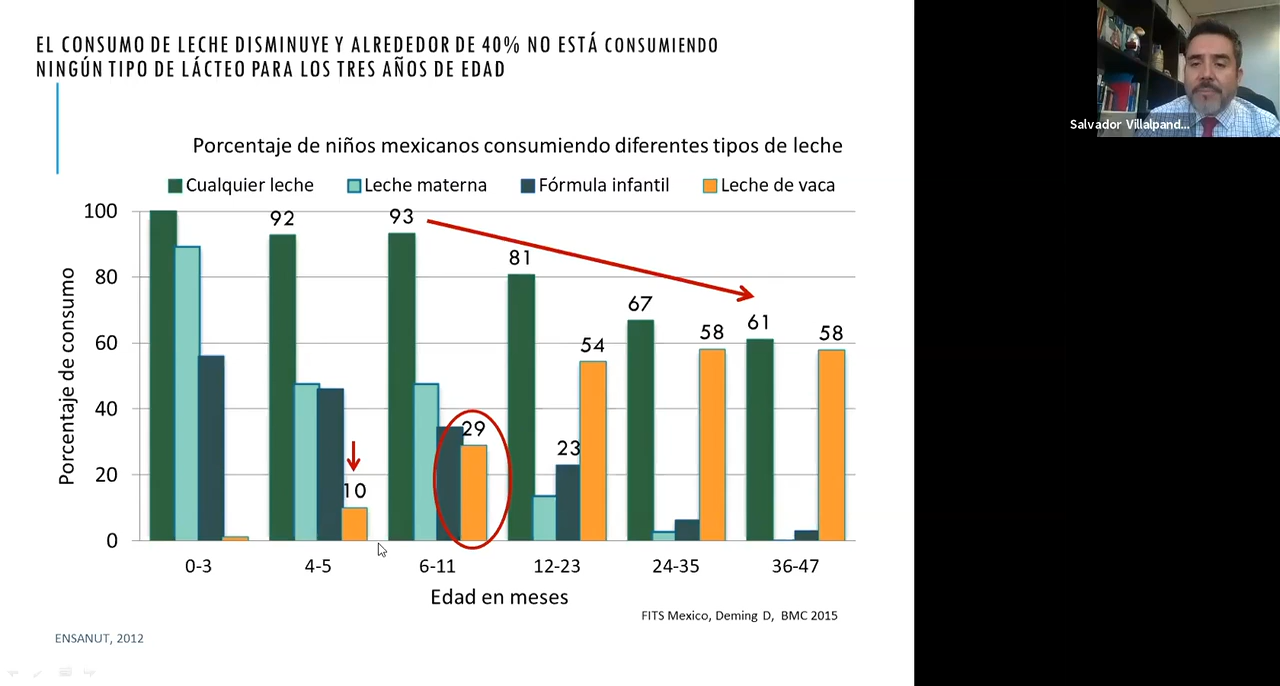 EL CONSUMO DE LECHE DISMINUYE Y ALREDEDOR DE 40% NO ESTÁ CONSUMIENDO
NINGÚN TIPO DE LÁCTEO PARA LOS TRES AÑOS DE EDAD
Salvador Villalpand...
Porcentaje de niños mexicanos consumiendo diferentes tipos de leche
Cualquier leche Leche materna Fórmula infantil Leche de vaca
Porcentaje de consumo
100
80
60
40
20
0
92
10
93
29
81
23
54
67
58
61
58
0-3 4-5 6-11 12-23 24-35 36-47
Edad en meses
FITS Mexico, Deming D, BMC 2015
ENSANUT, 2012